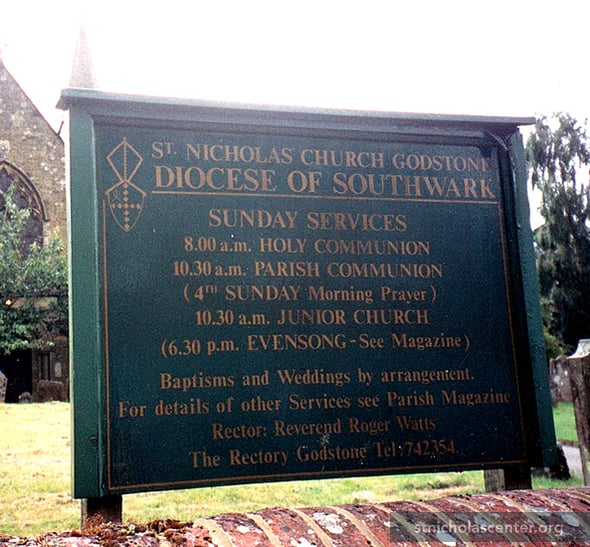 ST. NICHOLAS CHURCH GODSTONE
DIOCESE OF SOUTHWARK
SUNDAY SERVICES
8.00 a.m. HOLY COMMUNION
10.30 a.m. PARISH COMMUNION
(4TH SUNDAY Morning Prayer)
10.30 a.m. JUNIOR CHURCH
(6.30 p.m. EVENSONG - See Magazine)
Baptisms and Weddings by arrangement.
For details of other Services see Parish Magazine
Rector: Reverend Roger Watts
The Rectory Godstone Tel: 742354
stnicholascenter.org